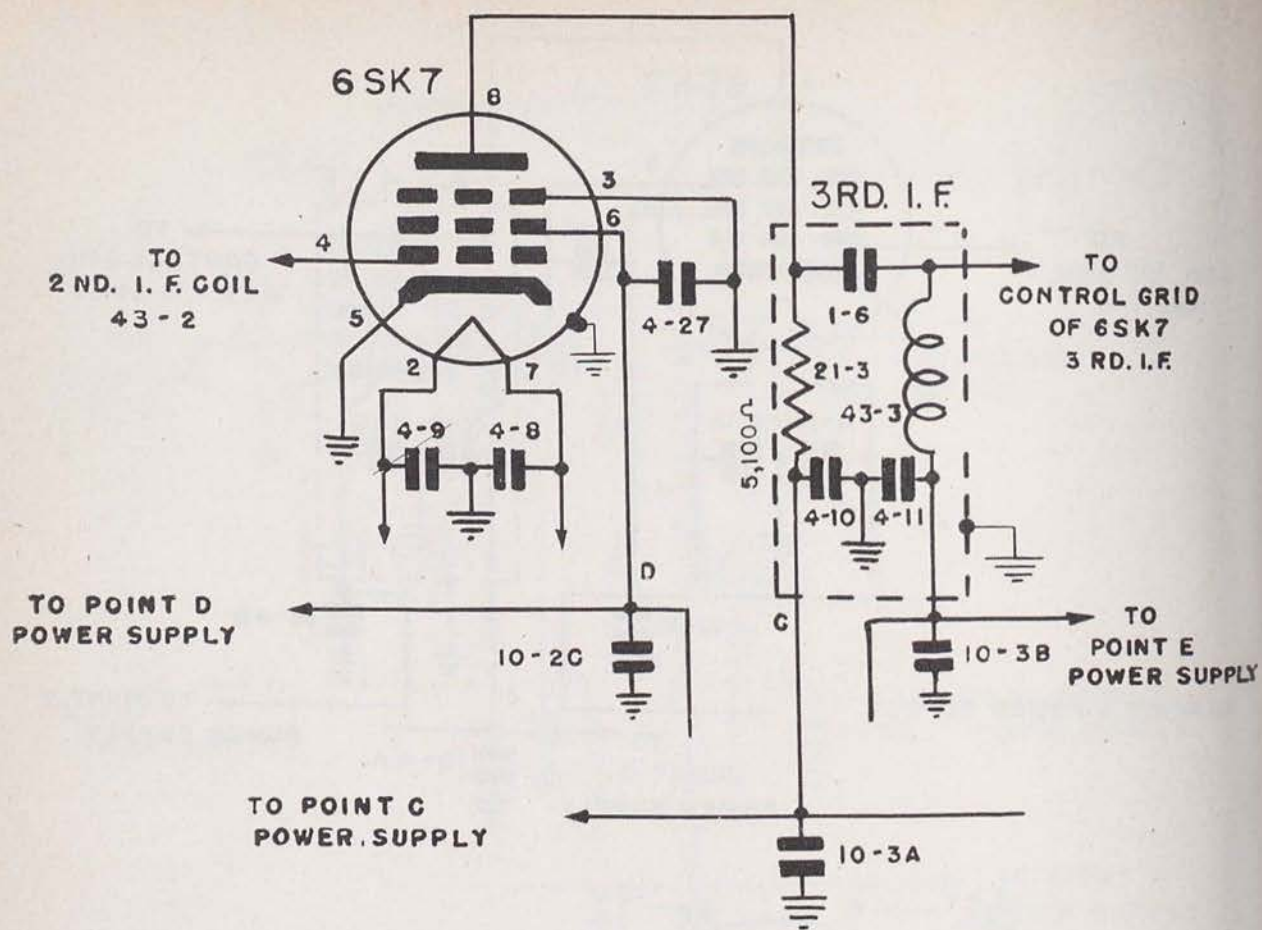 6SK7
8
3
6
4
TO
2 ND. I. F. COIL
43-2
5
2
7
4-27
4-9
4-8
3RD. I. F.
1-6
TO
CONTROL GRID
OF 6SK7
3 RD. I.F.
21-3
43-3
5,100Ω
4-10
4-11
D
TO POINT D
POWER SUPPLY
10-2C
C
10-3B
TO
POINT E
POWER SUPPLY
TO POINT C
POWER SUPPLY
10-3A